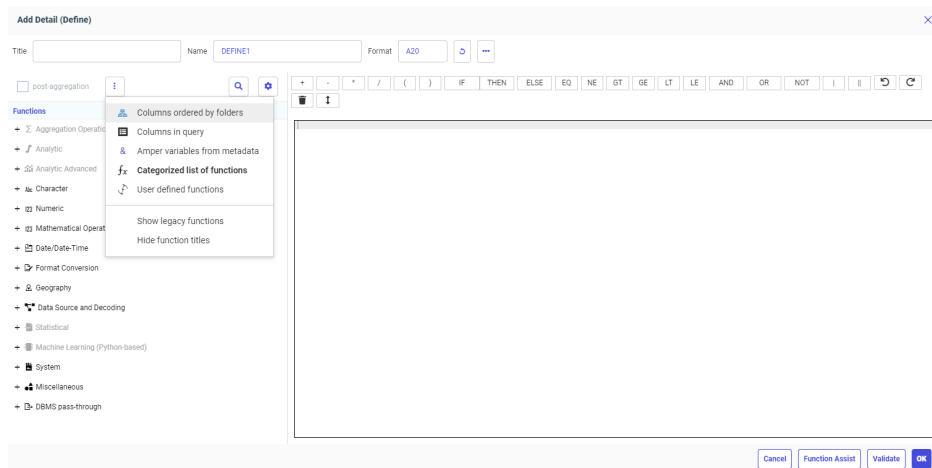 Add Detail (Define)
Title Name DEFINE1 Format A20
post-aggregation
+ - * / ( ) IF THEN ELSE EQ NE GT GE LT LE AND OR NOT | ||
Functions
Columns ordered by folders
Columns in query
& Amper variables from metadata
fx Categorized list of functions
User defined functions
Show legacy functions
Hide function titles
+ Σ Aggregation Operatio
+ Analytic
+ Analytic Advanced
+ Character
+ Numeric
+ Mathematical Operat
+ Date/Date-Time
+ Format Conversion
+ Geography
+ Data Source and Decoding
+ Statistical
+ Machine Learning (Python-based)
+ System
+ Miscellaneous
+ DBMS pass-through
Cancel Function Assist Validate OK